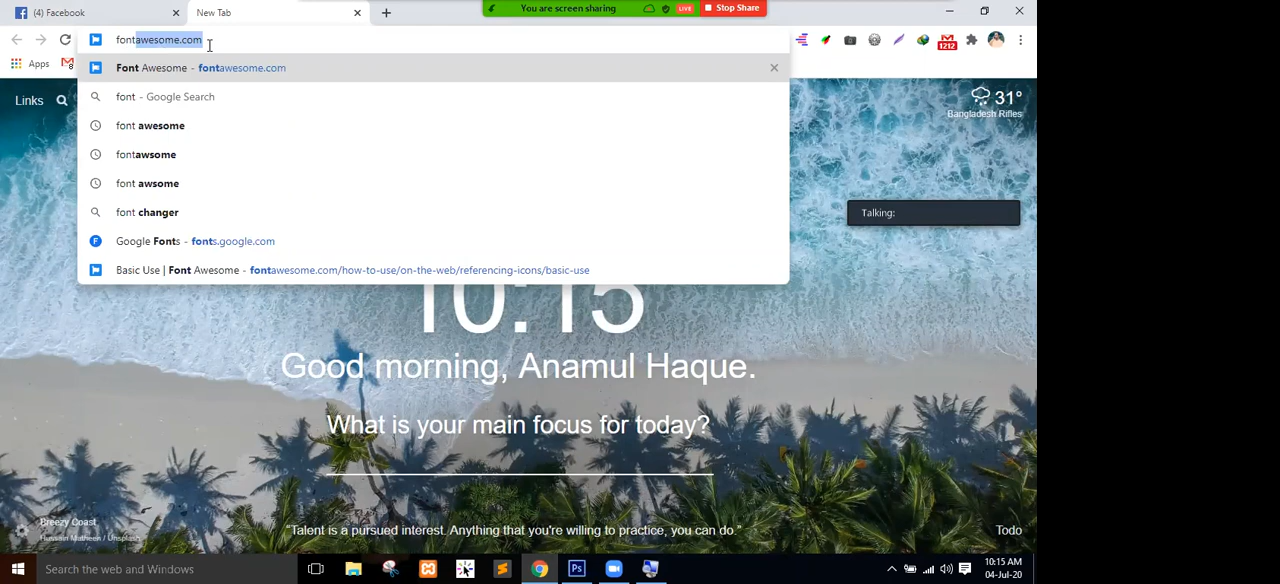 (4) Facebook
New Tab
You are screen sharing
LIVE
Stop Share
fontawesome.com
1212
Apps
Font Awesome - fontawesome.com
font - Google Search
font awesome
fontawsome
font awsome
font changer
Google Fonts - fonts.google.com
Basic Use | Font Awesome - fontawesome.com/how-to-use/on-the-web/referencing-icons/basic-use
Links
31°
Bangladesh Rifles
Talking:
10:15
Good morning, Anamul Haque.
What is your main focus for today?
Breezy Coast
Hussain Matheen / Unsplash
“Talent is a pursued interest. Anything that you're willing to practice, you can do.”
Todo
Search the web and Windows
10:15 AM
04-Jul-20